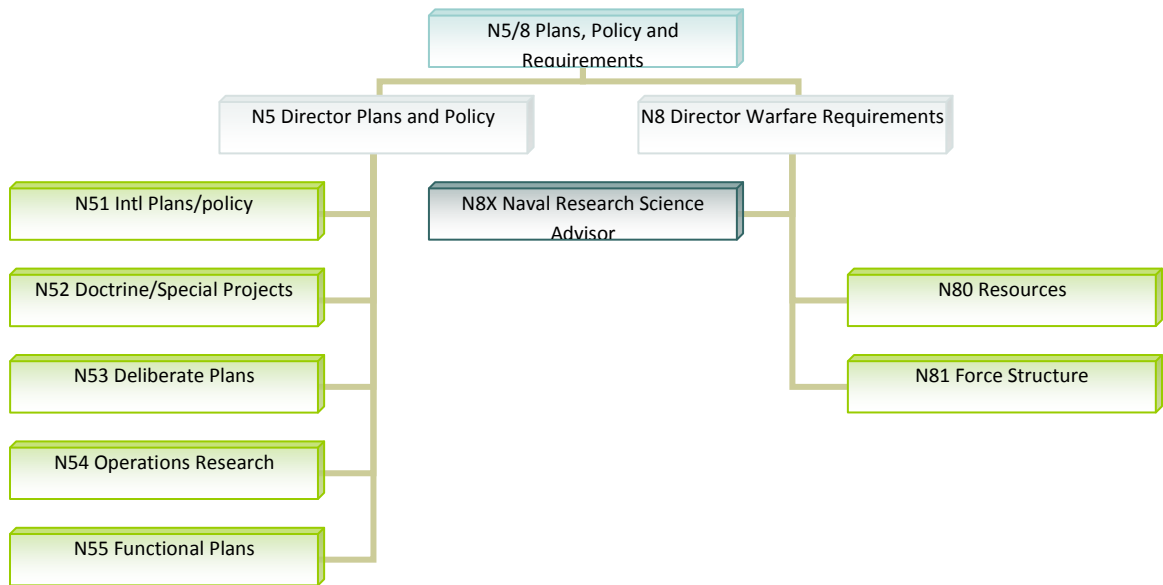 N5/8 Plans, Policy and
Requirements
N5 Director Plans and Policy
N8 Director Warfare Requirements
N51 Intl Plans/policy
N8X Naval Research Science
Advisor
N52 Doctrine/Special Projects
N80 Resources
N53 Deliberate Plans
N81 Force Structure
N54 Operations Research
N55 Functional Plans